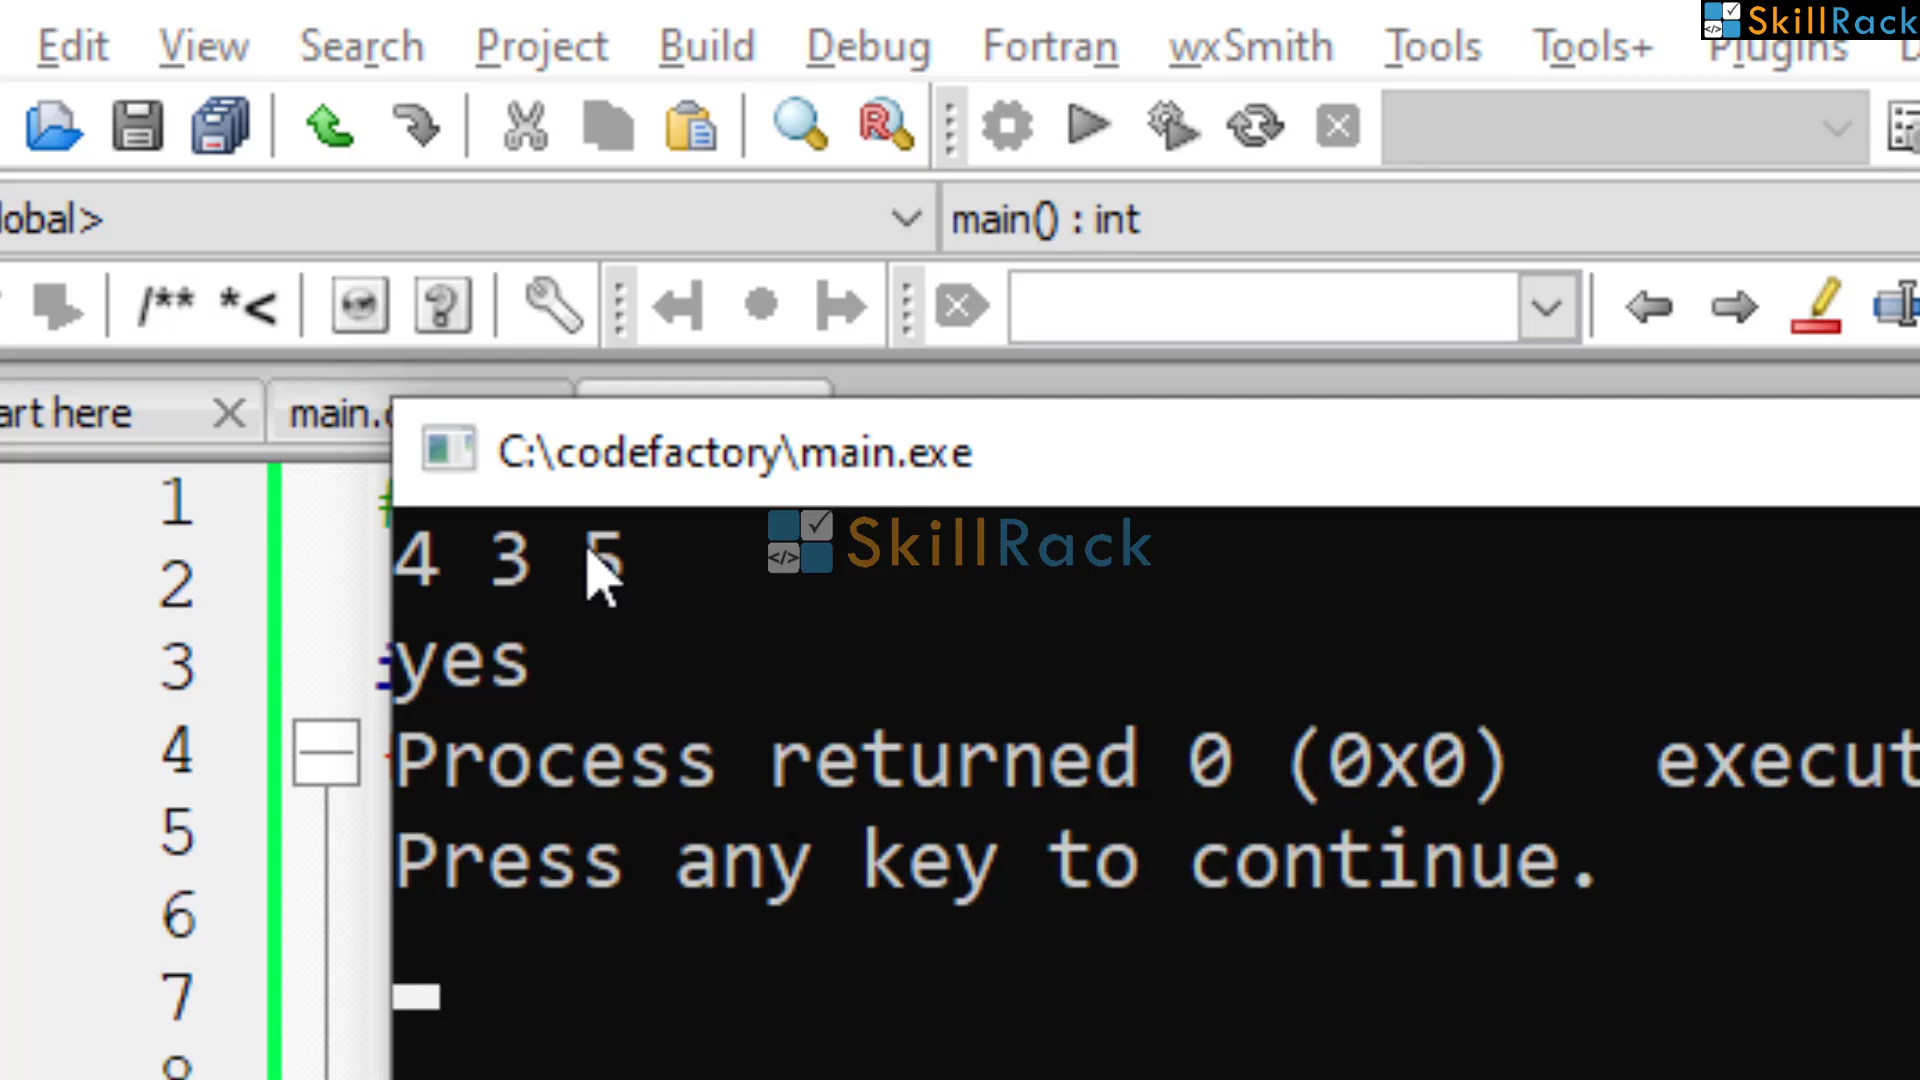 SkillRack
Edit View Search Project Build Debug Fortran wxSmith Tools Tools+ Plugins
lobal> main() : int
/** *<
art here main.
C:\codefactory\main.exe
SkillRack
4 3 5
yes
Process returned 0 (0x0) execut
Press any key to continue.
1
2
3
4
5
6
7
8